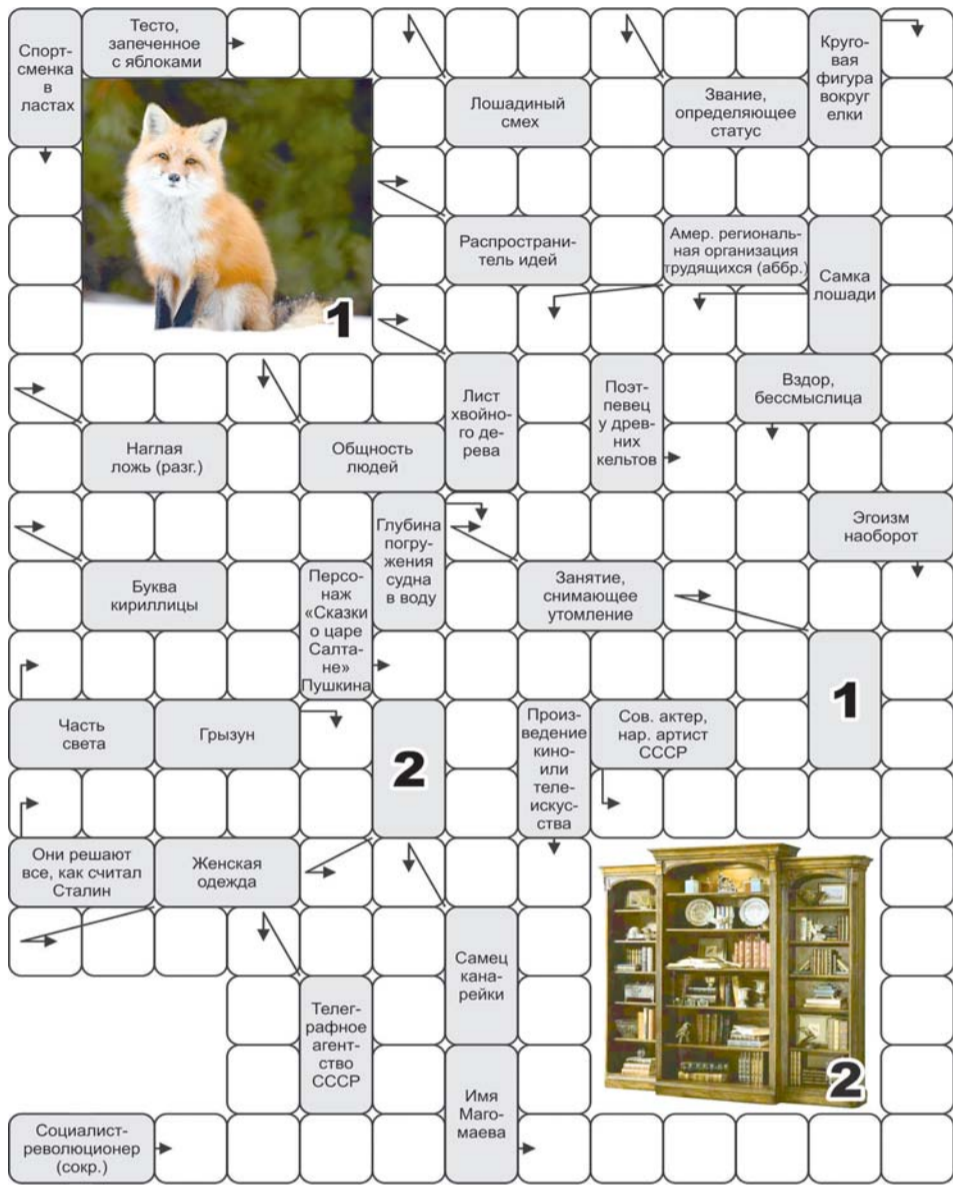 Спорт-
сменка
в
ластах
Тесто,
запеченное
с яблоками
Круго-
вая
фигура
вокруг
елки
Лошадиный
смех
Звание,
определяющее
статус
Распространи-
тель идей
Амер. региональ-
ная организация
трудящихся (аббр.)
Самка
лошади
1
Лист
хвойно-
го де-
рева
Поэт-
певец
у древ-
них
кельтов
Вздор,
бессмыслица
Наглая
ложь (разг.)
Общность
людей
Глубина
погру-
жения
судна
в воду
Эгоизм
наоборот
Буква
кириллицы
Персо-
наж
«Сказки
о царе
Салта-
не»
Пушкина
Занятие,
снимающее
утомление
1
Часть
света
Грызун
2
Произ-
ведение
кино-
или
теле-
искус-
ства
Сов. актер,
нар. артист
СССР
Они решают
все, как считал
Сталин
Женская
одежда
Самец
кана-
рейки
Телег-
рафное
агент-
ство
СССР
2
Имя
Маго-
маева
Социалист-
революционер
(сокр.)